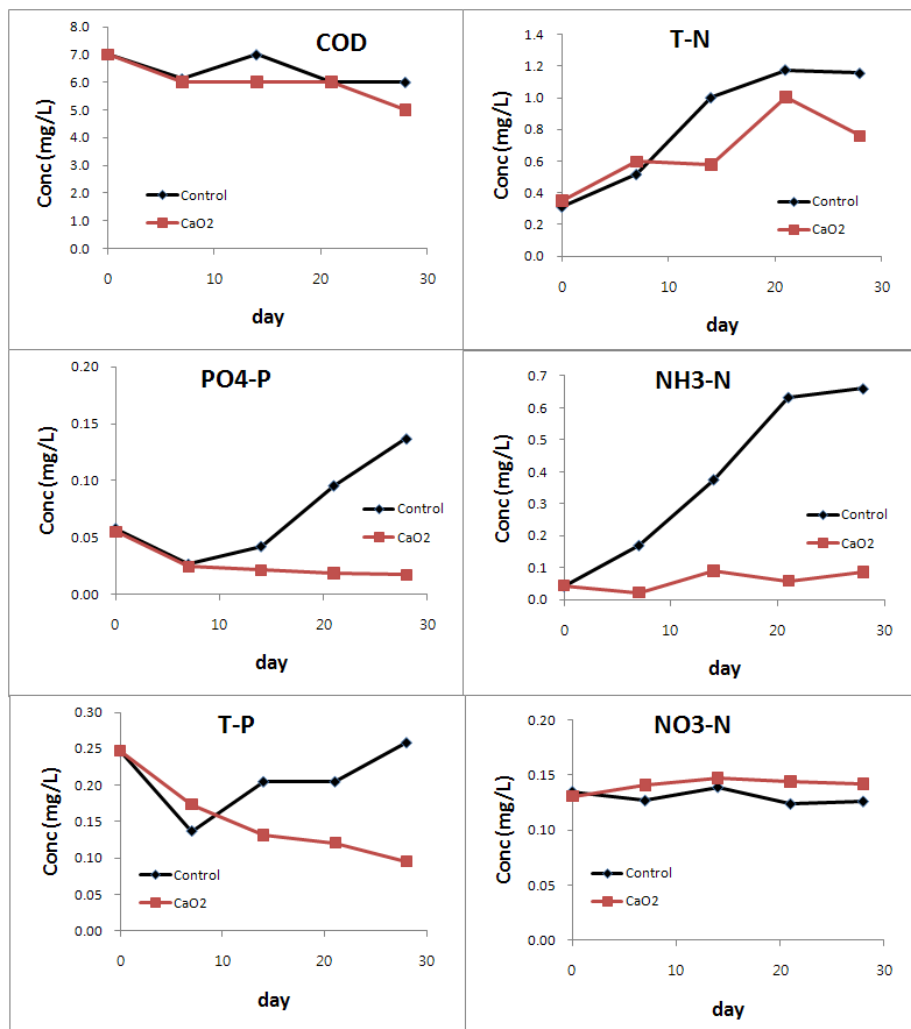 COD
Conc (mg/L)
8.0
7.0
6.0
5.0
4.0
3.0
2.0
1.0
0.0
Control
CaO2
0 10 20 30
day
T-N
Conc (mg/L)
1.4
1.2
1.0
0.8
0.6
0.4
0.2
0.0
Control
CaO2
0 10 20 30
day
PO4-P
Conc (mg/L)
0.20
0.15
0.10
0.05
0.00
Control
CaO2
0 10 20 30
day
NH3-N
Conc (mg/L)
0.7
0.6
0.5
0.4
0.3
0.2
0.1
0.0
Control
CaO2
0 10 20 30
day
T-P
Conc (mg/L)
0.30
0.25
0.20
0.15
0.10
0.05
0.00
Control
CaO2
0 10 20 30
day
NO3-N
Conc (mg/L)
0.20
0.15
0.10
0.05
0.00
Control
CaO2
0 10 20 30
day